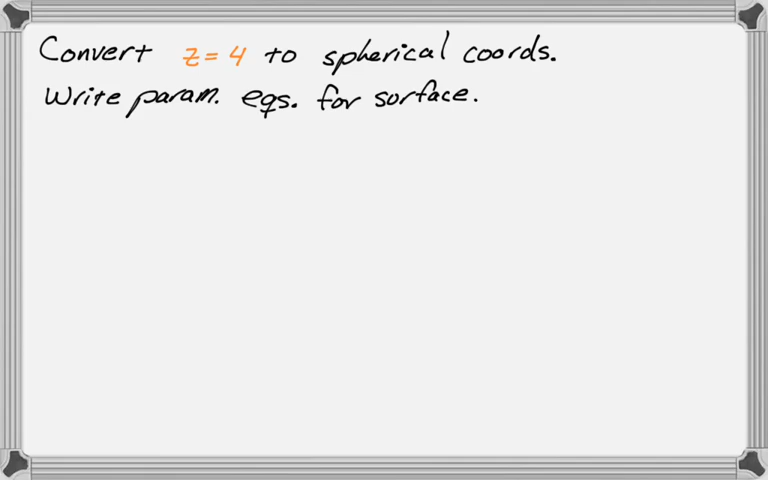 Convert z=4 to spherical coords.
Write param. eqs. for surface.